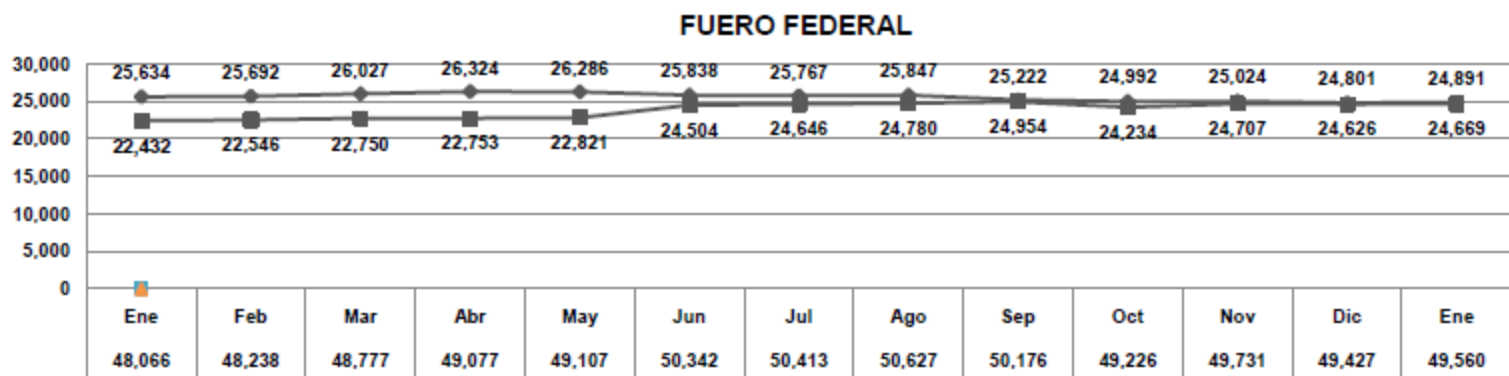 FUERO FEDERAL
30,000
25,634 25,692 26,027 26,324 26,286 25,838 25,767 25,847 25,222 24,992 25,024 24,801 24,891
25,000
22,432 22,546 22,750 22,753 22,821 24,504 24,646 24,780 24,954 24,234 24,707 24,626 24,669
20,000
15,000
10,000
5,000
0
Ene Feb Mar Abr May Jun Jul Ago Sep Oct Nov Dic Ene
48,066 48,238 48,777 49,077 49,107 50,342 50,413 50,627 50,176 49,226 49,731 49,427 49,560